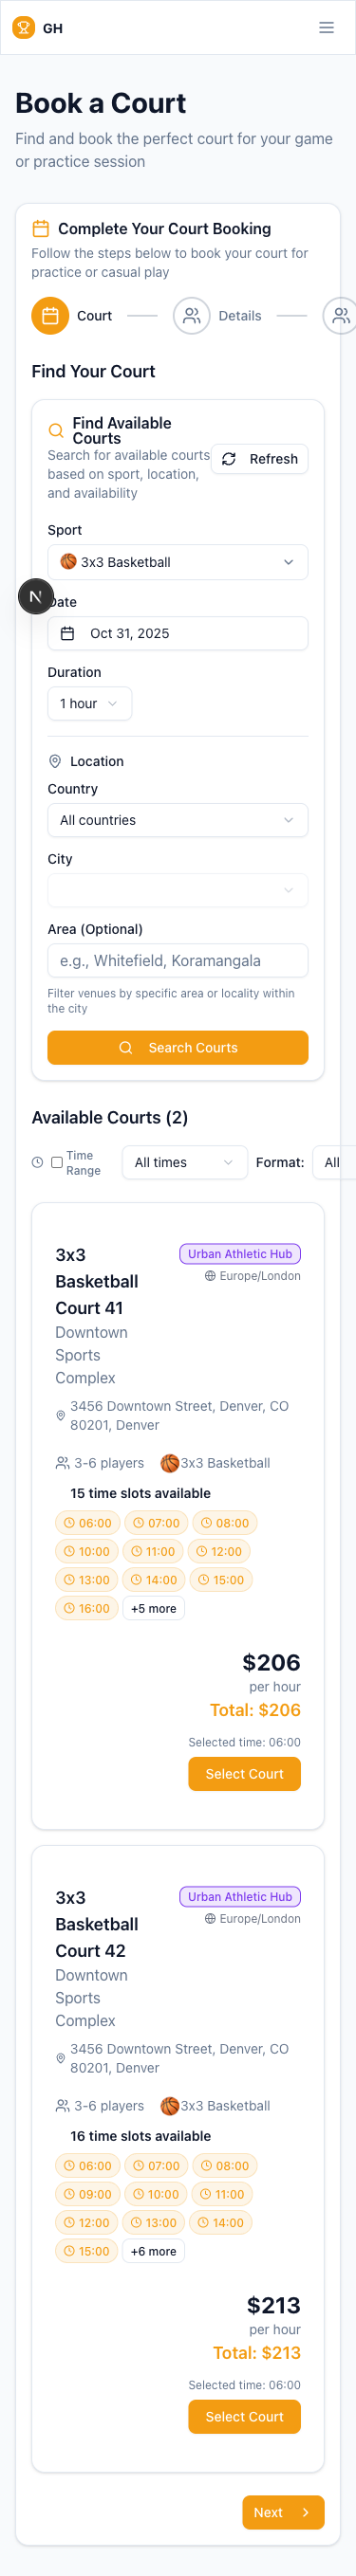 GH
Book a Court
Find and book the perfect court for your game
or practice session
Complete Your Court Booking
Follow the steps below to book your court for
practice or casual play
Court
Details
Find Your Court
Find Available
Courts
Search for available courts
based on sport, location,
and availability
Refresh
Sport
3x3 Basketball
N
Date
Oct 31, 2025
Duration
1 hour
Location
Country
All countries
City
Area (Optional)
e.g., Whitefield, Koramangala
Filter venues by specific area or locality within
the city
Search Courts
Available Courts (2)
Time
Range
All times
Format:
All
3x3
Basketball
Court 41
Urban Athletic Hub
Europe/London
Downtown
Sports
Complex
3456 Downtown Street, Denver, CO
80201, Denver
3-6 players 3x3 Basketball
15 time slots available
06:00 07:00 08:00
10:00 11:00 12:00
13:00 14:00 15:00
16:00 +5 more
$206
per hour
Total: $206
Selected time: 06:00
Select Court
3x3
Basketball
Court 42
Urban Athletic Hub
Europe/London
Downtown
Sports
Complex
3456 Downtown Street, Denver, CO
80201, Denver
3-6 players 3x3 Basketball
16 time slots available
06:00 07:00 08:00
09:00 10:00 11:00
12:00 13:00 14:00
15:00 +6 more
$213
per hour
Total: $213
Selected time: 06:00
Select Court
Next